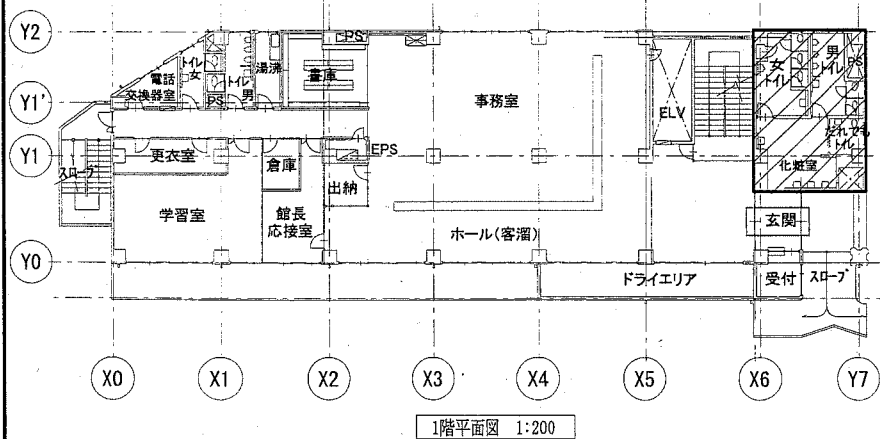 Y2
Y1'
Y1
Y0
トイレ
女
電話
交換器室
PS
トイレ
男
湯沸
PS
書庫
事務室
ELV
女
トイレ
男
トイレ
PS
だれでも
トイレ
化粧室
更衣室
倉庫
EPS
出納
スロープ
学習室
館長
応接室
ホール(客溜)
玄関
受付
スロープ
ドライエリア
X0
X1
X2
X3
X4
X5
X6
Y7
1階平面図 1:200